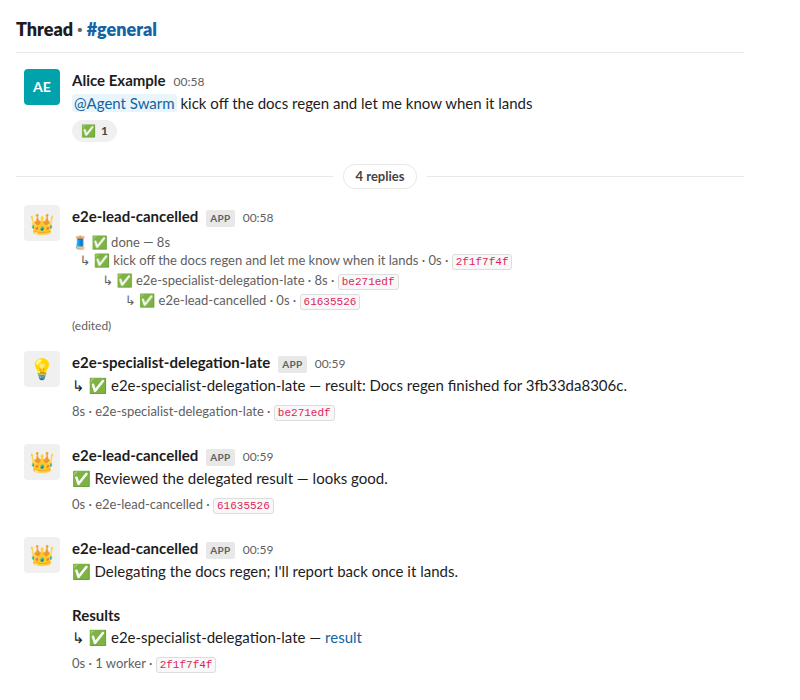 Thread • #general
AE
Alice Example 00:58
@Agent Swarm kick off the docs regen and let me know when it lands
✅ 1
4 replies
e2e-lead-cancelled APP 00:58
🧵 ✅ done — 8s
↳ ✅ kick off the docs regen and let me know when it lands · 0s · 2f1f7f4f
↳ ✅ e2e-specialist-delegation-late · 8s · be271edf
↳ ✅ e2e-lead-cancelled · 0s · 61635526
(edited)
e2e-specialist-delegation-late APP 00:59
↳ ✅ e2e-specialist-delegation-late — result: Docs regen finished for 3fb33da8306c.
8s · e2e-specialist-delegation-late · be271edf
e2e-lead-cancelled APP 00:59
✅ Reviewed the delegated result — looks good.
0s · e2e-lead-cancelled · 61635526
e2e-lead-cancelled APP 00:59
✅ Delegating the docs regen; I'll report back once it lands.
Results
↳ ✅ e2e-specialist-delegation-late — result
0s · 1 worker · 2f1f7f4f